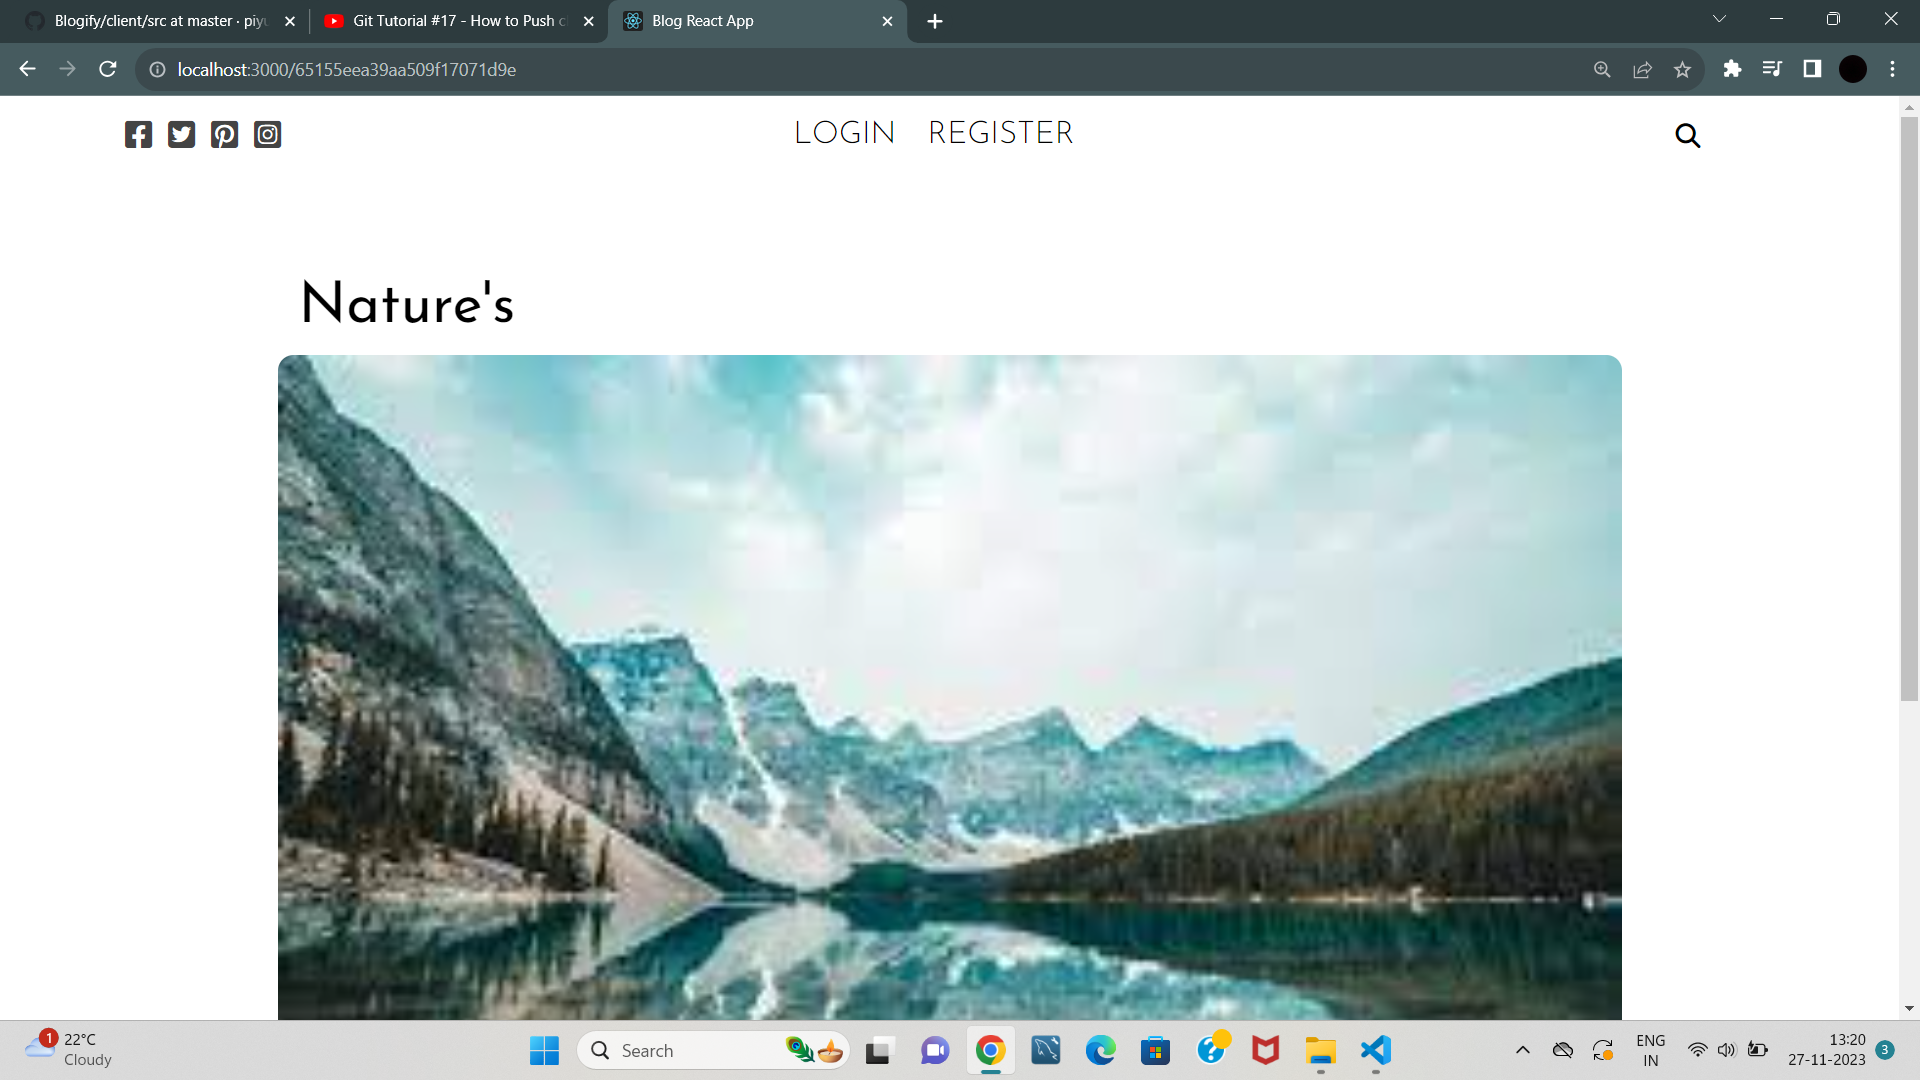 Blogify/client/src at master · piyu
Git Tutorial #17 - How to Push c
Blog React App
localhost:3000/65155eea39aa509f17071d9e
LOGIN REGISTER
Nature's
1
22°C
Cloudy
Search
ENG
IN
13:20
27-11-2023
3